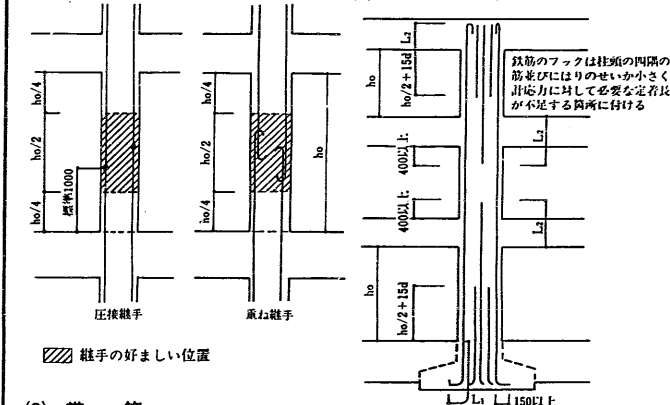 ho/4
ho/2
ho/4
標準1000
圧接継手
ho/4
ho/2
ho/4
ho
重ね継手
継手の好ましい位置
L₂
ho
ho/2+15d
400以上
400以上
L₂
L₂
ho
ho/2+15d
L₁
150以上
鉄筋のフックは柱頭の四隅の
筋並びにはりのせいか小さく
計応力に対して必要な定着長
が不足する箇所に付ける